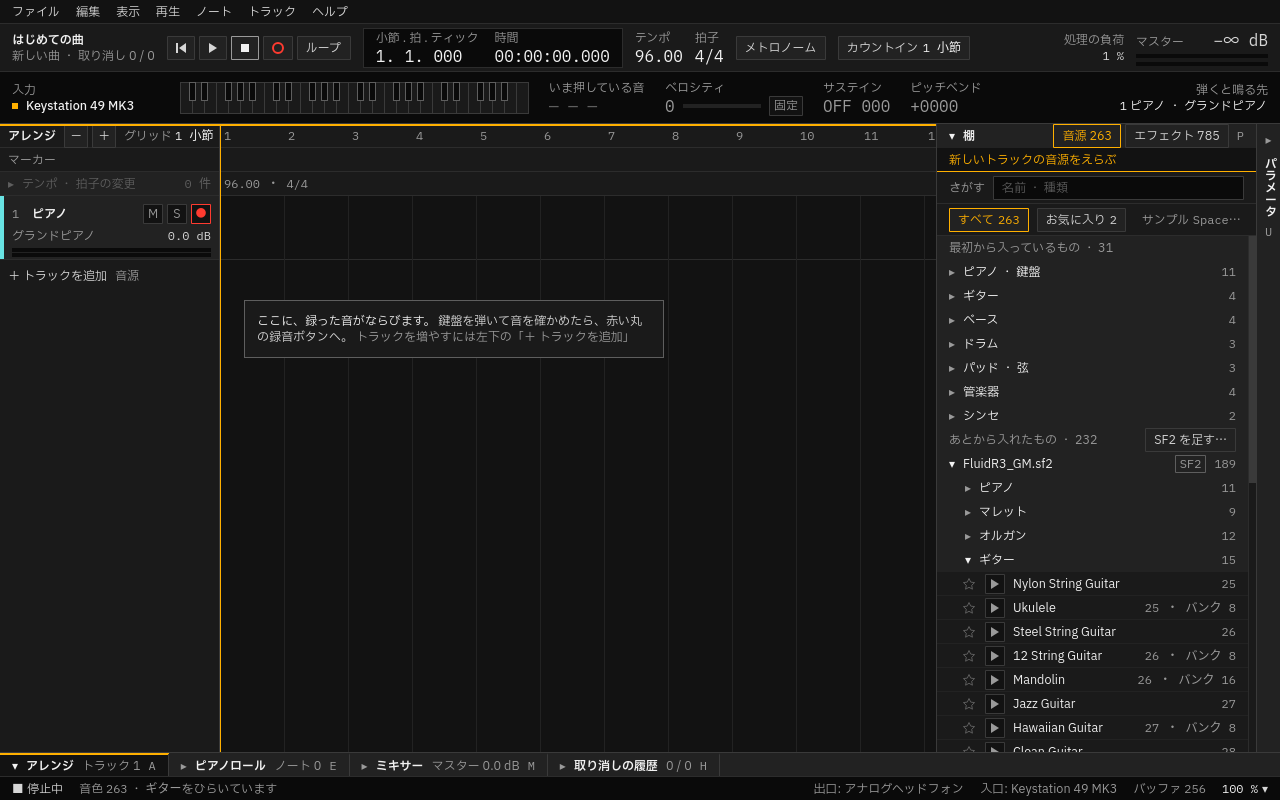 ファイル 編集 表示 再生 ノート トラック ヘルプ
はじめての曲
新しい曲 · 取り消し 0 / 0
ループ
小節 . 拍 . ティック 時間
1. 1. 000 00:00:00.000
テンポ 拍子
96.00 4/4
メトロノーム
カウントイン 1 小節
処理の負荷 マスター −∞ dB
1 %
入力
Keystation 49 MK3
いま押している音
— — —
ベロシティ
0 固定
サステイン ピッチベンド
OFF 000 +0000
弾くと鳴る先
1 ピアノ · グランドピアノ
アレンジ − + グリッド 1 小節
1 2 3 4 5 6 7 8 9 10 11 1
マーカー
テンポ · 拍子の変更 0 件
96.00 · 4/4
1 ピアノ M S
グランドピアノ 0.0 dB
+ トラックを追加 音源
ここに、録った音がならびます。 鍵盤を弾いて音を確かめたら、赤い丸
の録音ボタンへ。 トラックを増やすには左下の「+ トラックを追加」
▾ 棚 音源 263 エフェクト 785 P
新しいトラックの音源をえらぶ
さがす 名前 · 種類
すべて 263 お気に入り 2 サンプル Space…
最初から入っているもの · 31
▸ ピアノ · 鍵盤 11
▸ ギター 4
▸ ベース 4
▸ ドラム 3
▸ パッド · 弦 3
▸ 管楽器 4
▸ シンセ 2
あとから入れたもの · 232 SF2 を足す…
▾ FluidR3_GM.sf2 SF2 189
▸ ピアノ 11
▸ マレット 9
▸ オルガン 12
▾ ギター 15
Nylon String Guitar 25
Ukulele 25 · バンク 8
Steel String Guitar 26
12 String Guitar 26 · バンク 8
Mandolin 26 · バンク 16
Jazz Guitar 27
Hawaiian Guitar 27 · バンク 8
Clean Guitar 28
▸ パラメータ U
▾ アレンジ トラック 1 A
▸ ピアノロール ノート 0 E
▸ ミキサー マスター 0.0 dB M
▸ 取り消しの履歴 0 / 0 H
■ 停止中 音色 263 · ギターをひらいています
出口: アナログヘッドフォン 入口: Keystation 49 MK3 バッファ 256 100 % ▾